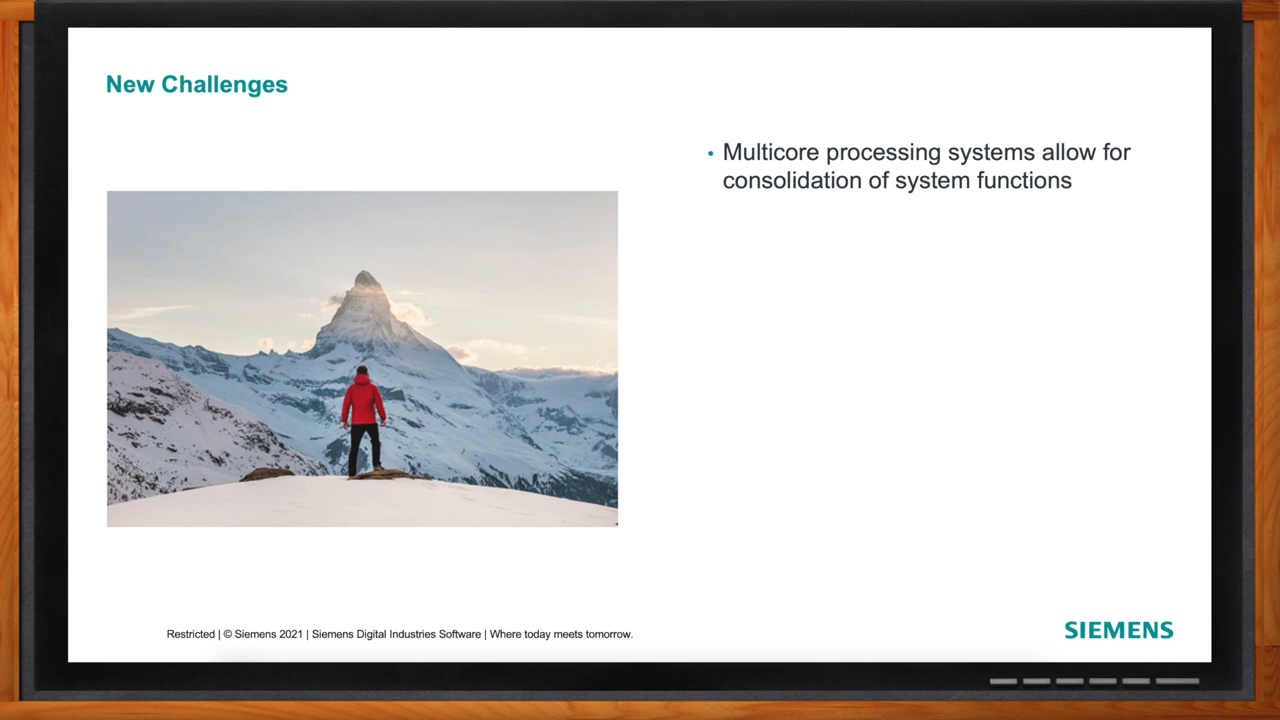 New Challenges
• Multicore processing systems allow for
consolidation of system functions
Restricted | © Siemens 2021 | Siemens Digital Industries Software | Where today meets tomorrow.
SIEMENS